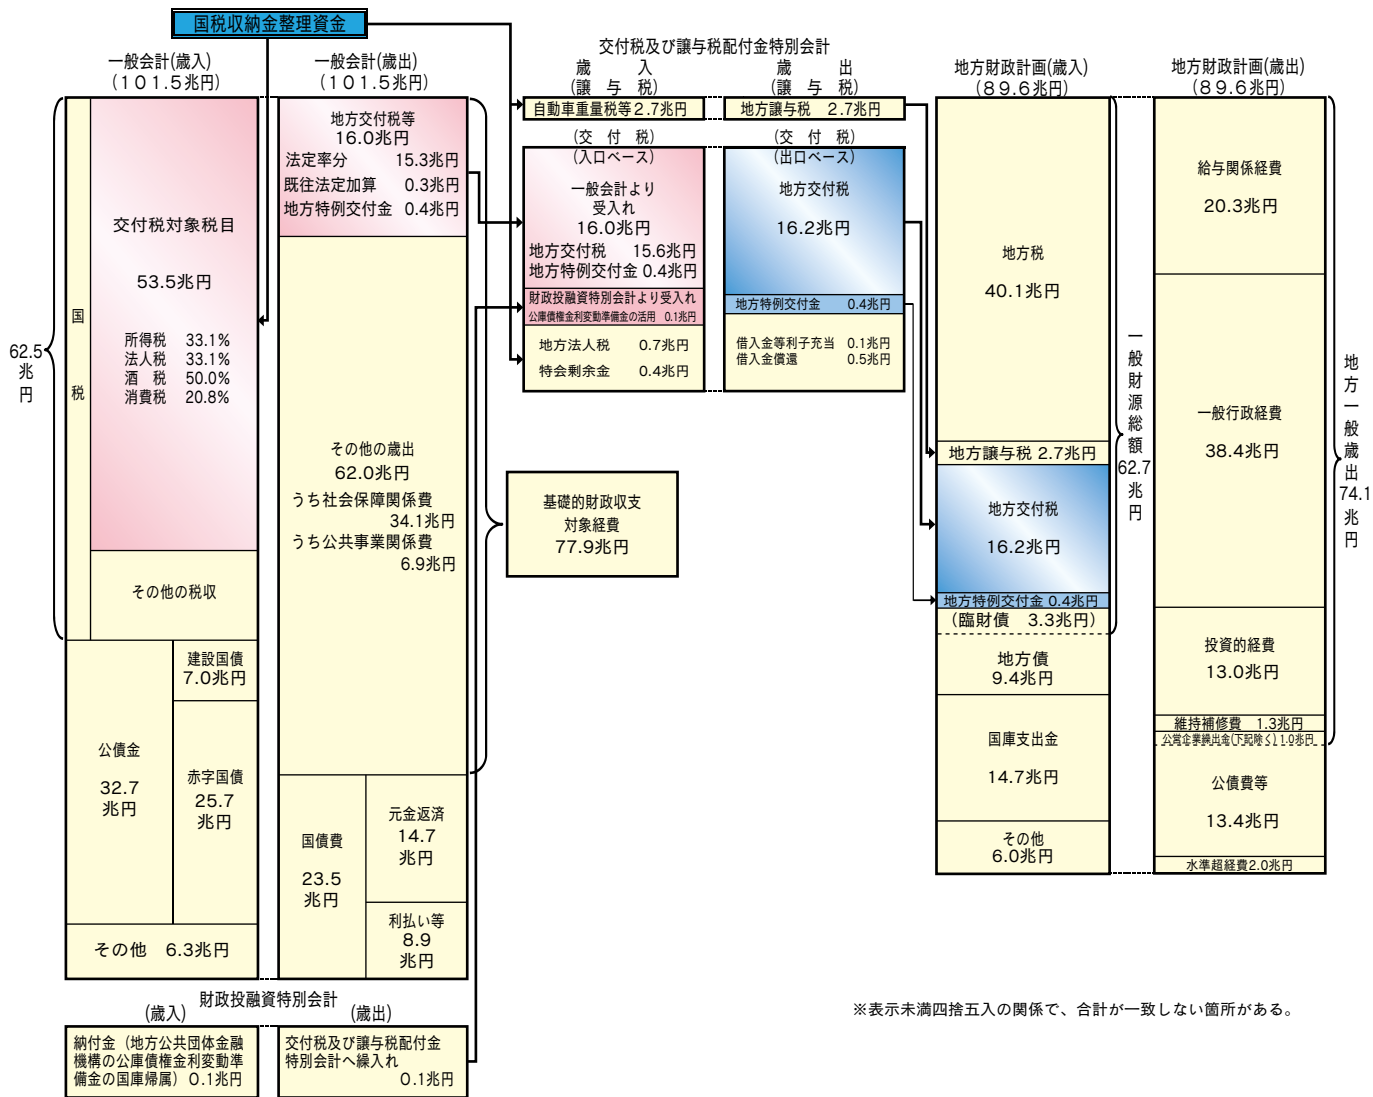 国税収納金整理資金
一般会計(歳入)
(101.5兆円)
62.5
兆
円
国
税
交付税対象税目
53.5兆円
所得税 33.1%
法人税 33.1%
酒 税 50.0%
消費税 20.8%
その他の税収
公債金
32.7
兆円
建設国債
7.0兆円
赤字国債
25.7
兆円
その他 6.3兆円
一般会計(歳出)
(101.5兆円)
地方交付税等
16.0兆円
法定率分 15.3兆円
既往法定加算 0.3兆円
地方特例交付金 0.4兆円
その他の歳出
62.0兆円
うち社会保障関係費
34.1兆円
うち公共事業関係費
6.9兆円
国債費
23.5
兆円
元金返済
14.7
兆円
利払い等
8.9
兆円
基礎的財政収支
対象経費
77.9兆円
財政投融資特別会計
(歳入)
納付金(地方公共団体金融
機構の公庫債権金利変動準
備金の国庫帰属)0.1兆円
(歳出)
交付税及び譲与税配付金
特別会計へ繰入れ
0.1兆円
交付税及び譲与税配付金特別会計
歳 入
(譲 与 税)
自動車重量税等2.7兆円
(交 付 税)
(入口ベース)
一般会計より
受入れ
16.0兆円
地方交付税 15.6兆円
地方特例交付金 0.4兆円
財政投融資特別会計より受入れ
公庫債権金利変動準備金の活用 0.1兆円
地方法人税 0.7兆円
特会剰余金 0.4兆円
歳 出
(譲 与 税)
地方譲与税 2.7兆円
(交 付 税)
(出口ベース)
地方交付税
16.2兆円
地方特例交付金 0.4兆円
借入金等利子充当 0.1兆円
借入金償還 0.5兆円
地方財政計画(歳入)
(89.6兆円)
地方税
40.1兆円
地方譲与税 2.7兆円
地方交付税
16.2兆円
地方特例交付金 0.4兆円
(臨財債 3.3兆円)
地方債
9.4兆円
国庫支出金
14.7兆円
その他
6.0兆円
一般財源総額
62.7
兆
円
地方財政計画(歳出)
(89.6兆円)
給与関係経費
20.3兆円
一般行政経費
38.4兆円
投資的経費
13.0兆円
維持補修費 1.3兆円
公営企業繰出金(下記除く) 1.0兆円
公債費等
13.4兆円
水準超経費2.0兆円
地方一般歳出
74.1
兆
円
※表示未満四捨五入の関係で、合計が一致しない箇所がある。